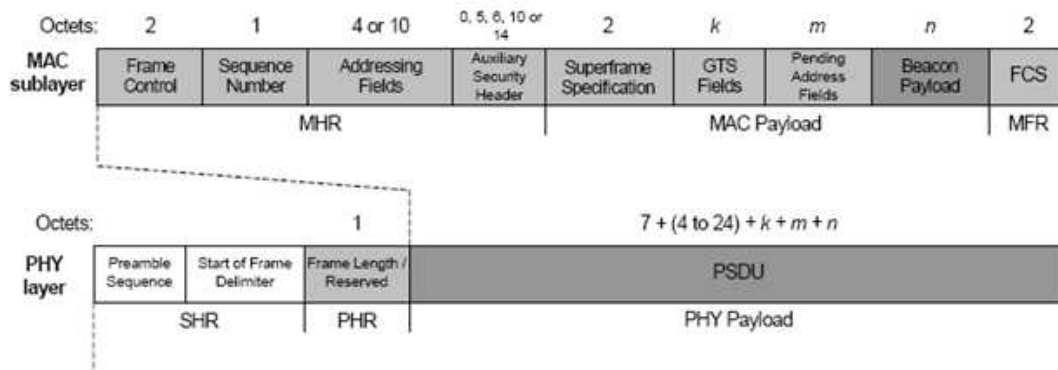 Octets: 2 1 4 or 10 0, 5, 6, 10 or 14 2 k m n 2
MAC sublayer
Frame Control
Sequence Number
Addressing Fields
Auxiliary Security Header
Superframe Specification
GTS Fields
Pending Address Fields
Beacon Payload
FCS
MHR MAC Payload MFR
Octets: 1 7 + (4 to 24) + k + m + n
PHY layer
Preamble Sequence
Start of Frame Delimiter
Frame Length / Reserved
PSDU
SHR PHR PHY Payload